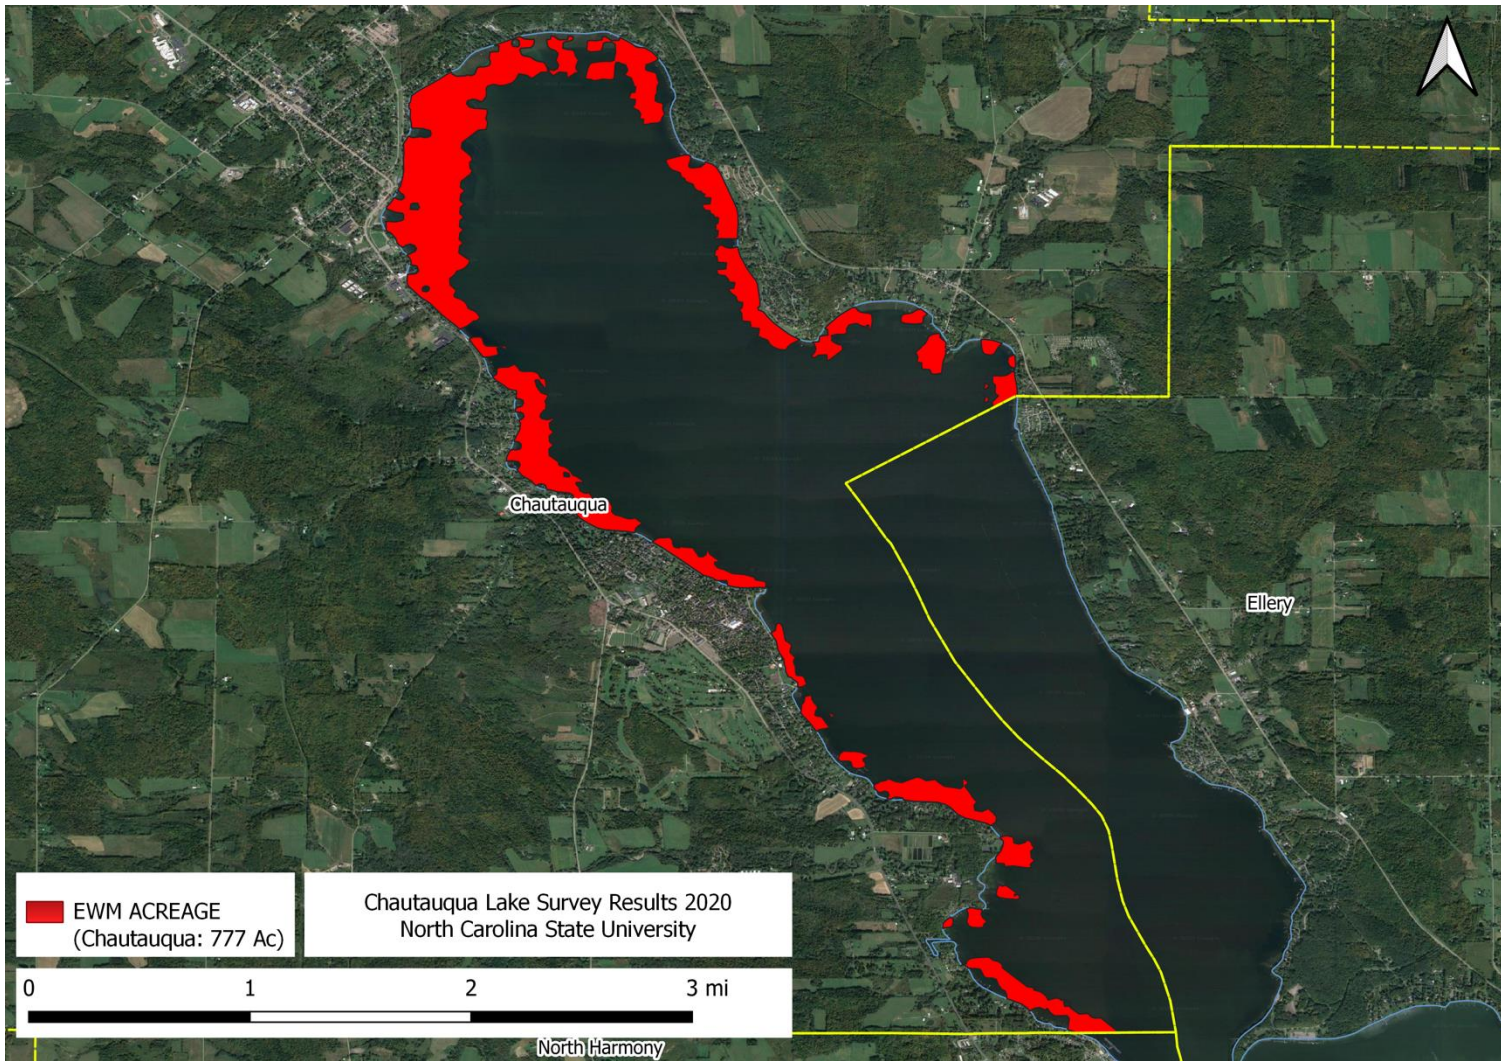 Chautauqua
Ellery
EWM ACREAGE
(Chautauqua: 777 Ac)
Chautauqua Lake Survey Results 2020
North Carolina State University
0 1 2 3 mi
North Harmony